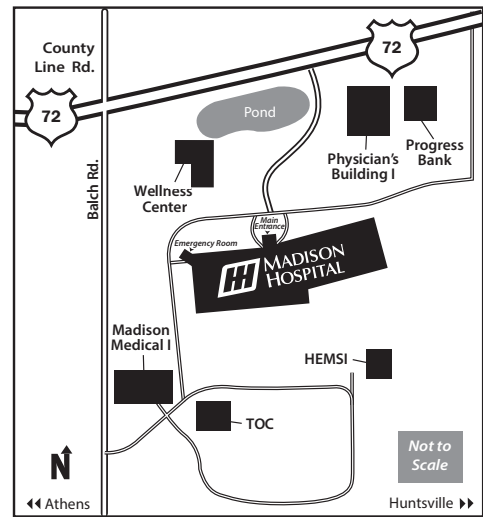 County
Line Rd.
72
72
Pond
Physician's
Building I
Progress
Bank
Balch Rd.
Wellness
Center
Main
Entrance
Emergency Room
MADISON
HOSPITAL
Madison
Medical I
HEMSI
TOC
N
Not to
Scale
Athens
Huntsville